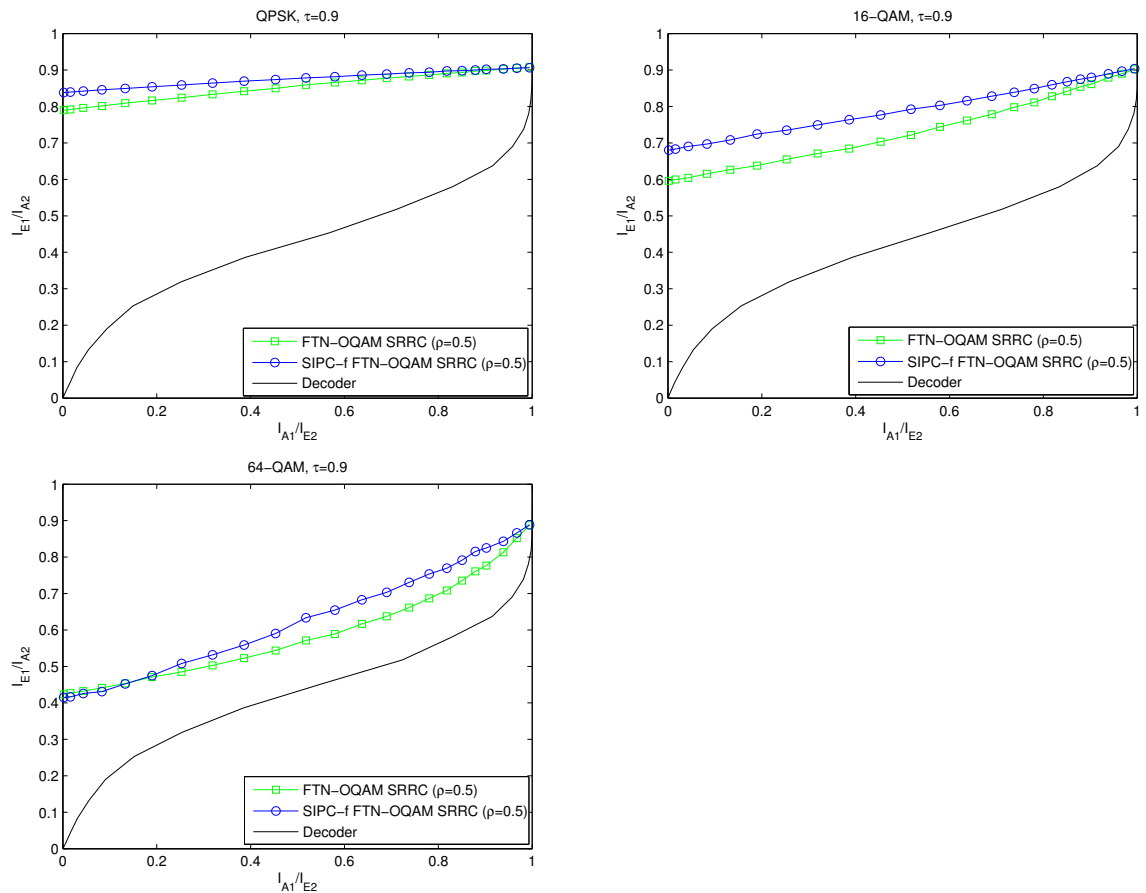 QPSK, τ=0.9
1
0.9
0.8
0.7
0.6
0.5
0.4
0.3
0.2
0.1
0
I_E1/I_A2
FTN−OQAM SRRC (ρ=0.5)
SIPC−f FTN−OQAM SRRC (ρ=0.5)
Decoder
0 0.2 0.4 0.6 0.8 1
I_A1/I_E2
16−QAM, τ=0.9
1
0.9
0.8
0.7
0.6
0.5
0.4
0.3
0.2
0.1
0
I_E1/I_A2
FTN−OQAM SRRC (ρ=0.5)
SIPC−f FTN−OQAM SRRC (ρ=0.5)
Decoder
0 0.2 0.4 0.6 0.8 1
I_A1/I_E2
64−QAM, τ=0.9
1
0.9
0.8
0.7
0.6
0.5
0.4
0.3
0.2
0.1
0
I_E1/I_A2
FTN−OQAM SRRC (ρ=0.5)
SIPC−f FTN−OQAM SRRC (ρ=0.5)
Decoder
0 0.2 0.4 0.6 0.8 1
I_A1/I_E2